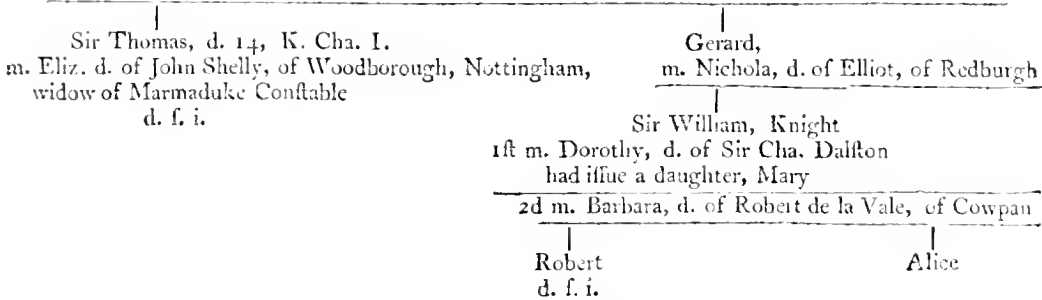 Sir Thomas, d. 14, K. Cha. I.
m. Eliz. d. of John Shelly, of Woodborough, Nottingham,
widow of Marmaduke Conſtable
d. ſ. i.
Gerard,
m. Nichola, d. of Elliot, of Redburgh
Sir William, Knight
1ſt m. Dorothy, d. of Sir Cha. Dalſton
had iſſue a daughter, Mary
2d m. Barbara, d. of Robert de la Vale, of Cowpan
Robert
d. ſ. i.
Alice